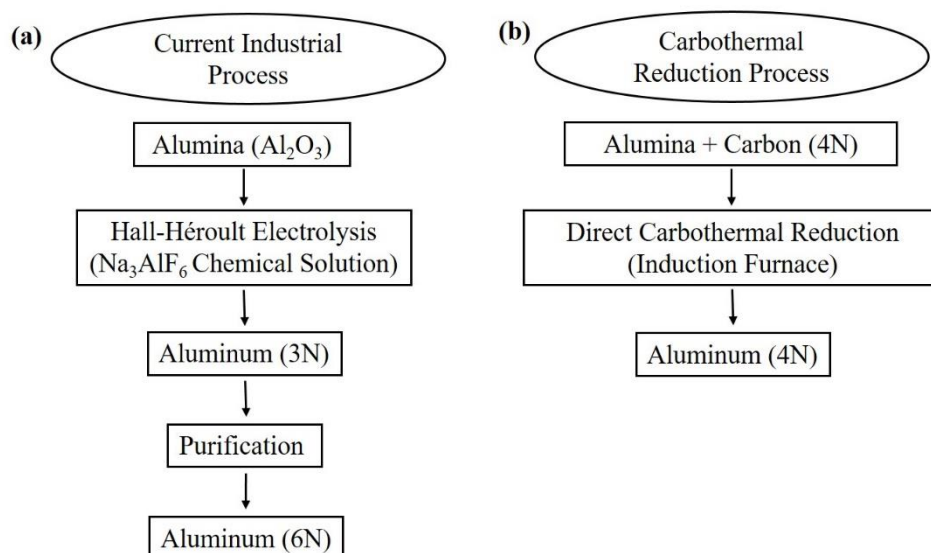 (a)
Current Industrial
Process
Alumina (Al₂O₃)
Hall-Héroult Electrolysis
(Na₃AlF₆ Chemical Solution)
Aluminum (3N)
Purification
Aluminum (6N)
(b)
Carbothermal
Reduction Process
Alumina + Carbon (4N)
Direct Carbothermal Reduction
(Induction Furnace)
Aluminum (4N)